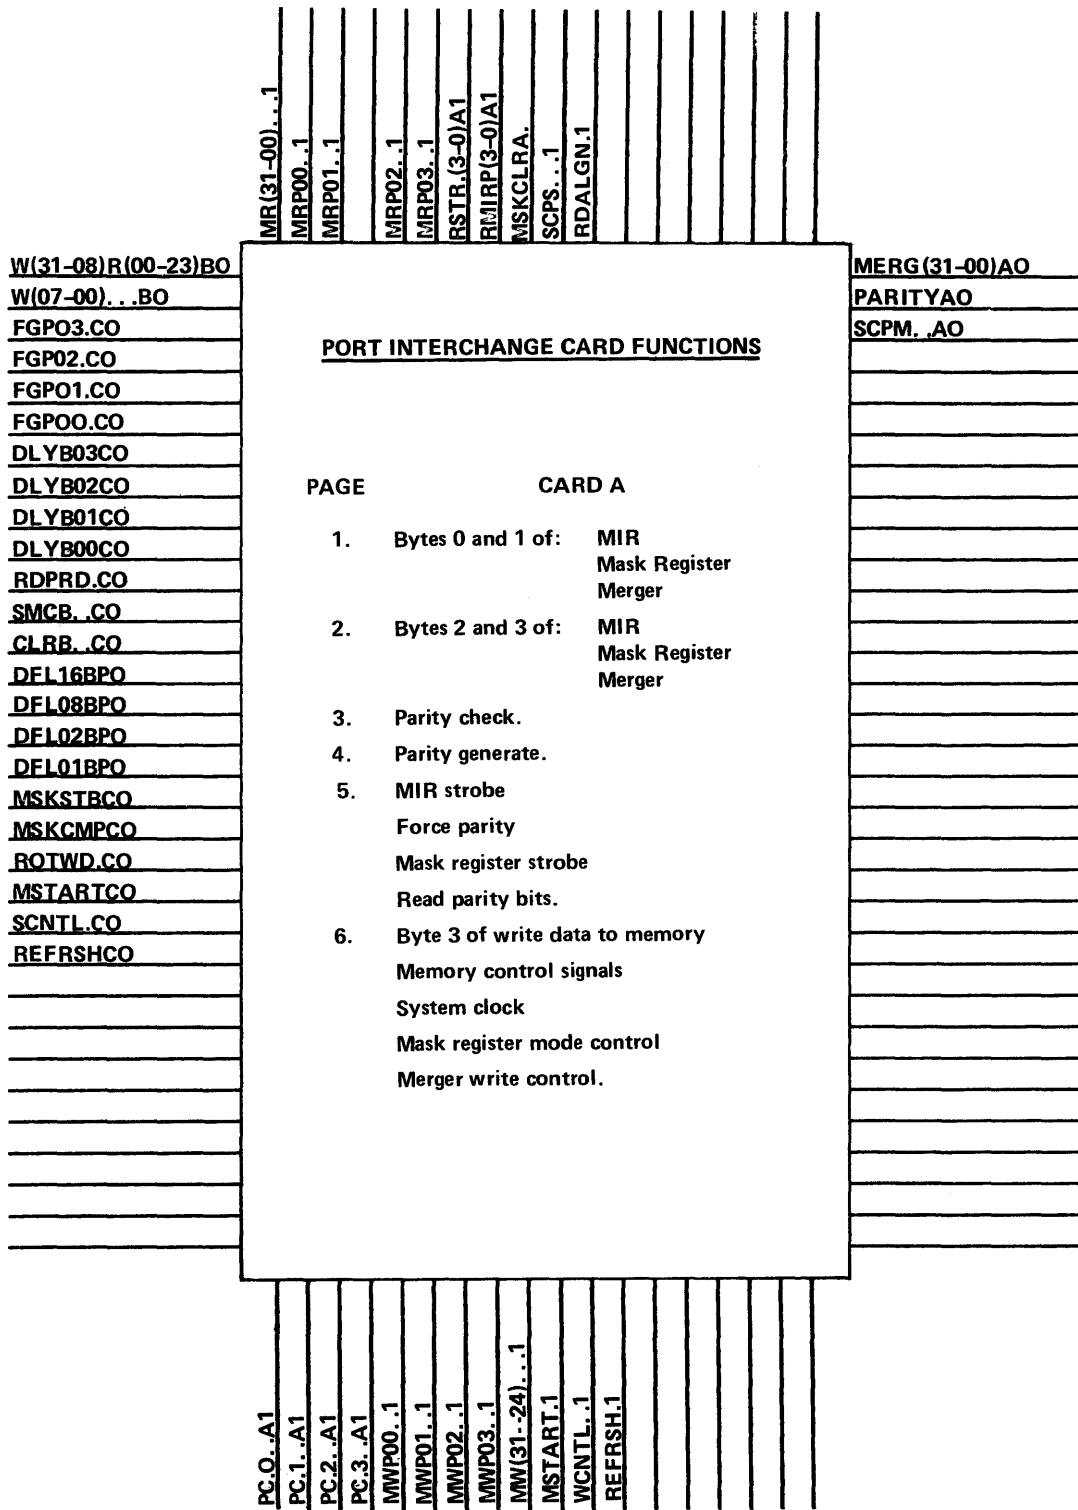 MR(31-00)...1
MRP00..1
MRP01..1
MRP02..1
MRP03..1
RSTR.(3-0)A1
RMIRP(3-0)A1
MSKCLRA.
SCPS...1
RDALGN.1
W(31-08)R(00-23)BO
W(07-00)...BO
FGPO3.CO
FGP02.CO
FGPO1.CO
FGPOO.CO
DLYB03CO
DLYB02CO
DLYB01CO
DLYB00CO
RDPRD.CO
SMCB..CO
CLRB..CO
DFL16BPO
DFL08BPO
DFL02BPO
DFL01BPO
MSKSTBCO
MSKCMPCO
ROTWD.CO
MSTARTCO
SCNTL.CO
REFRSHCO
PORT INTERCHANGE CARD FUNCTIONS
PAGE CARD A
1. Bytes 0 and 1 of: MIR
Mask Register
Merger
2. Bytes 2 and 3 of: MIR
Mask Register
Merger
3. Parity check.
4. Parity generate.
5. MIR strobe
Force parity
Mask register strobe
Read parity bits.
6. Byte 3 of write data to memory
Memory control signals
System clock
Mask register mode control
Merger write control.
MERG(31-00)AO
PARITYAO
SCPM..AO
PC.O..A1
PC.1..A1
PC.2..A1
PC.3..A1
MWP00..1
MWP01..1
MWP02..1
MWP03..1
MW(31--24)...1
MSTART.1
WCNTL..1
REFRSH.1